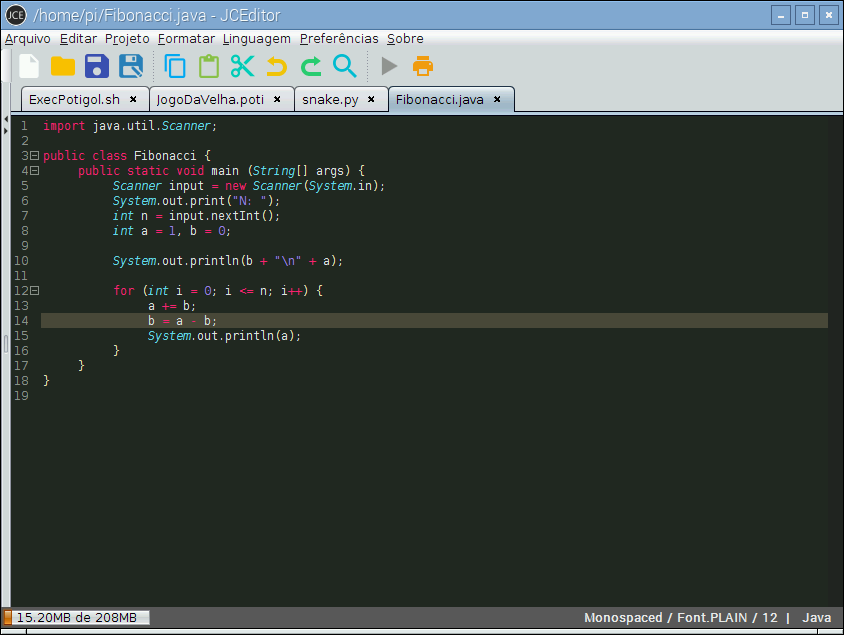 JCE /home/pi/Fibonacci.java - JCEditor
Arquivo Editar Projeto Formatar Linguagem Preferências Sobre
ExecPotigol.sh × JogoDaVelha.poti × snake.py × Fibonacci.java ×
1 import java.util.Scanner;
2
3 public class Fibonacci {
4 public static void main (String[] args) {
5 Scanner input = new Scanner(System.in);
6 System.out.print("N: ");
7 int n = input.nextInt();
8 int a = 1, b = 0;
9
10 System.out.println(b + "\n" + a);
11
12 for (int i = 0; i <= n; i++) {
13 a += b;
14 b = a - b;
15 System.out.println(a);
16 }
17 }
18 }
19
15.20MB de 208MB Monospaced / Font.PLAIN / 12 | Java